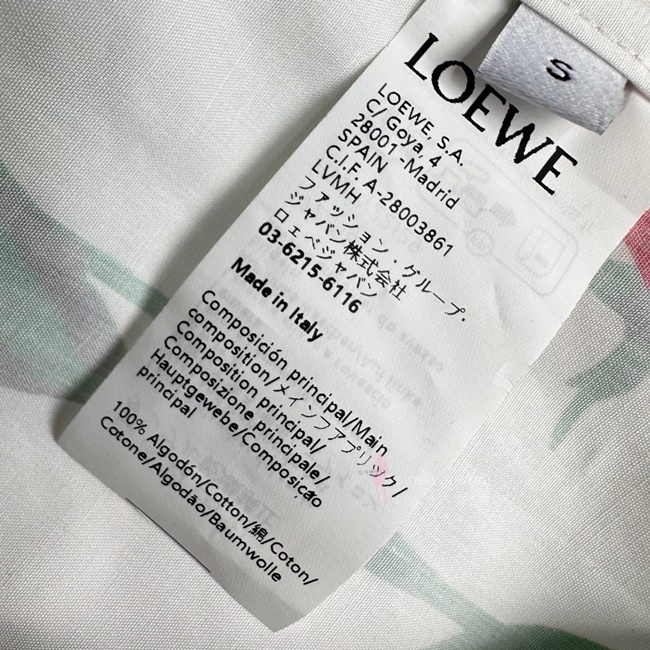 S
LOEWE
LOEWE, S.A.
C/ Goya, 4
28001 -Madrid
SPAIN
C.I.F. A-28003861
LVMH
ファッション・グループ.
ジャパン株式会社
ロエベジャパン
03-6215-6116
Made in Italy
Composición principal/Main
composition/メインファブリック/
Composition principal/
Composizione principale/
Hauptgewebe/Composição
principal
100% Algodón/Cotton/綿/Coton/
Cotone/Algodão/Baumwolle